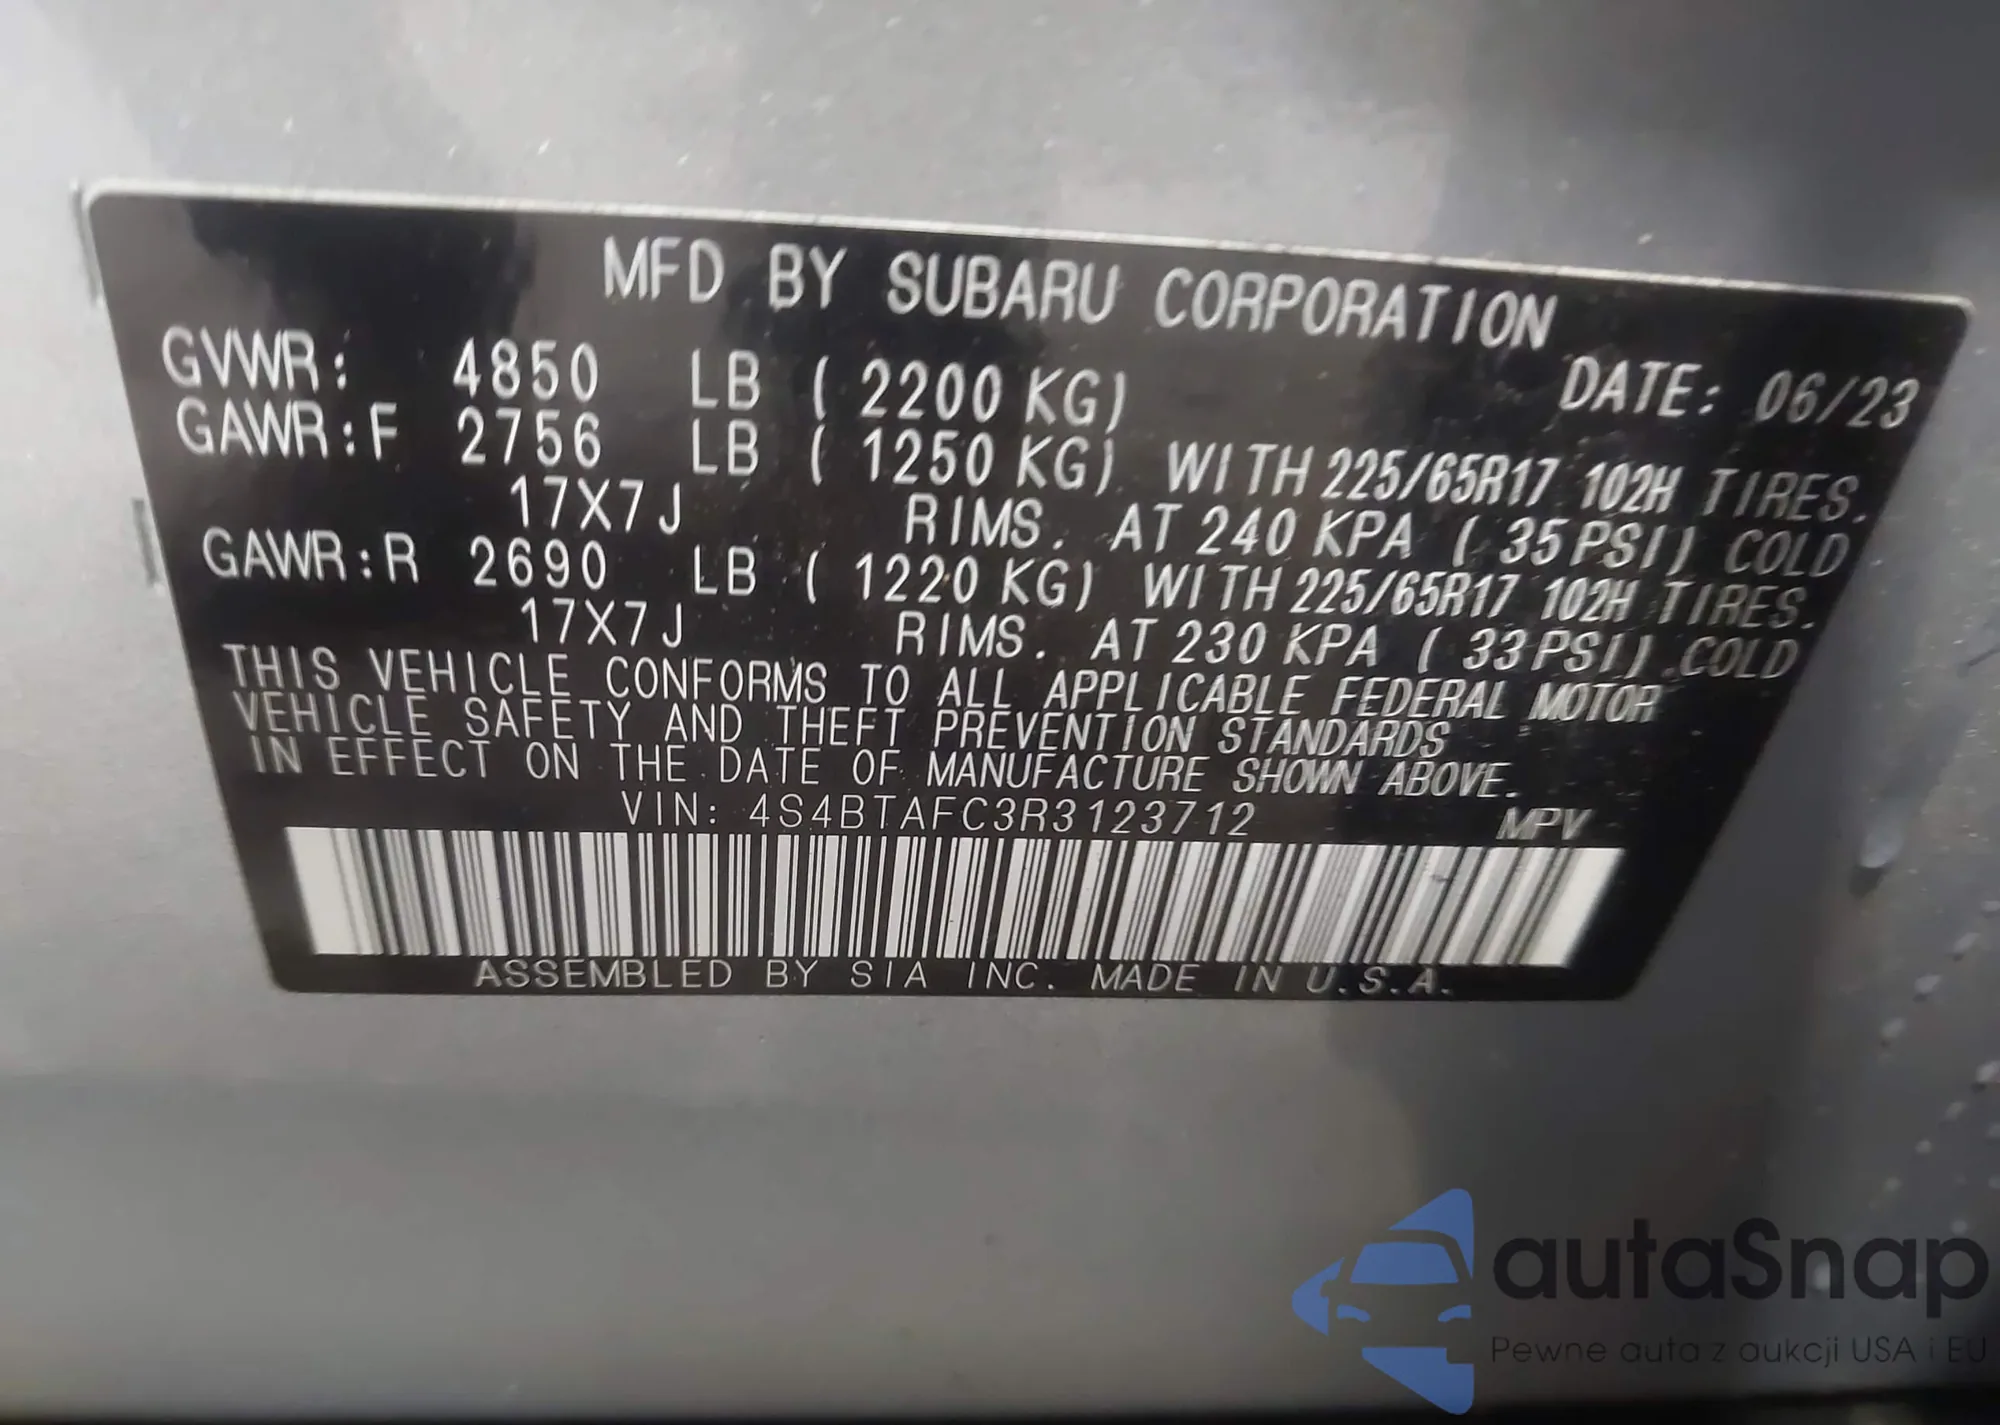 MFD BY SUBARU CORPORATION
GVWR: 4850 LB ( 2200 KG) DATE: 06/23
GAWR:F 2756 LB ( 1250 KG) WITH 225/65R17 102H TIRES.
17X7J RIMS. AT 240 KPA ( 35PSI) COLD
GAWR:R 2690 LB ( 1220 KG) WITH 225/65R17 102H TIRES.
17X7J RIMS. AT 230 KPA ( 33PSI) COLD
THIS VEHICLE CONFORMS TO ALL APPLICABLE FEDERAL MOTOR
VEHICLE SAFETY AND THEFT PREVENTION STANDARDS
IN EFFECT ON THE DATE OF MANUFACTURE SHOWN ABOVE.
VIN: 4S4BTAFC3R3123712 MPV
ASSEMBLED BY SIA INC. MADE IN U.S.A.
autaSnap
Pewne auta z aukcji USA i EU